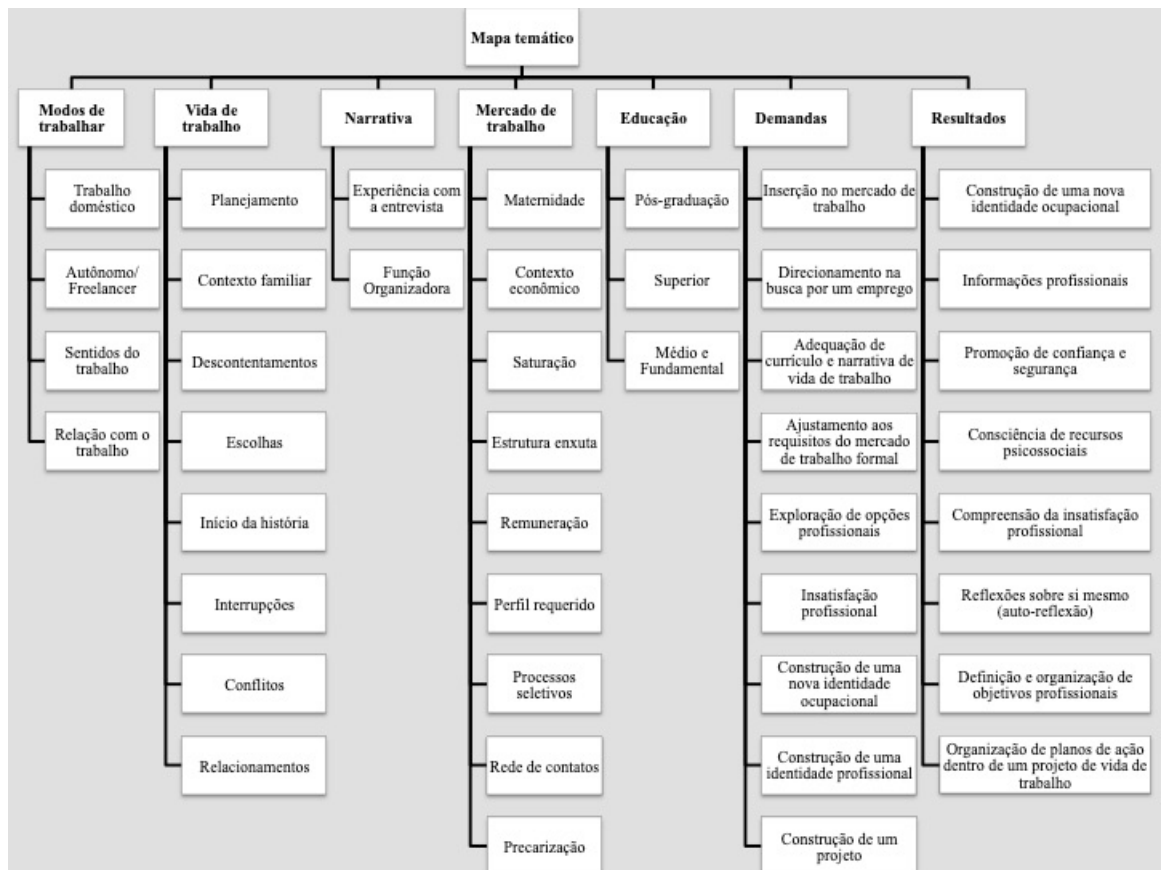 Mapa temático
Modos de
trabalhar
Trabalho
doméstico
Autônomo/
Freelancer
Sentidos do
trabalho
Relação com o
trabalho
Vida de
trabalho
Planejamento
Contexto familiar
Descontentamentos
Escolhas
Início da história
Interrupções
Conflitos
Relacionamentos
Narrativa
Experiência com
a entrevista
Função
Organizadora
Mercado de
trabalho
Maternidade
Contexto
econômico
Saturação
Estrutura enxuta
Remuneração
Perfil requerido
Processos
seletivos
Rede de contatos
Precarização
Educação
Pós-graduação
Superior
Médio e
Fundamental
Demandas
Inserção no mercado de
trabalho
Direcionamento na
busca por um emprego
Adequação de
currículo e narrativa de
vida de trabalho
Ajustamento aos
requisitos do mercado
de trabalho formal
Exploração de opções
profissionais
Insatisfação
profissional
Construção de uma
nova identidade
ocupacional
Construção de uma
identidade profissional
Construção de um
projeto
Resultados
Construção de uma nova
identidade ocupacional
Informações profissionais
Promoção de confiança e
segurança
Consciência de recursos
psicossociais
Compreensão da insatisfação
profissional
Reflexões sobre si mesmo
(auto-reflexão)
Definição e organização de
objetivos profissionais
Organização de planos de ação
dentro de um projeto de vida de
trabalho